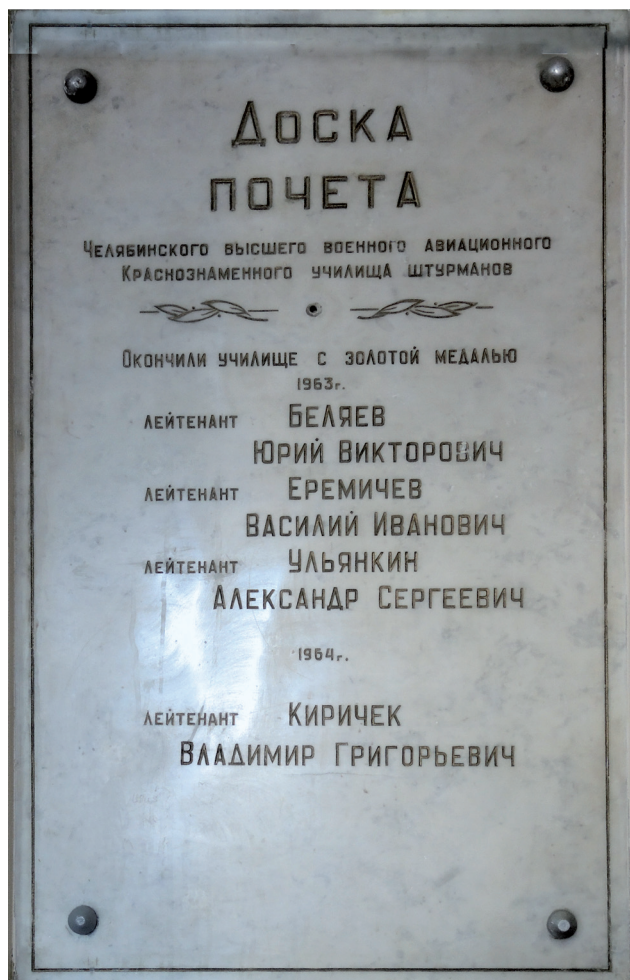 Доска
почета
Челябинского высшего военного авиационного
Краснознаменного училища штурманов
Окончили училище с золотой медалью
1963г.
лейтенант Беляев
Юрий Викторович
лейтенант Еремичев
Василий Иванович
лейтенант Ульянкин
Александр Сергеевич
1964г.
лейтенант Киричек
Владимир Григорьевич